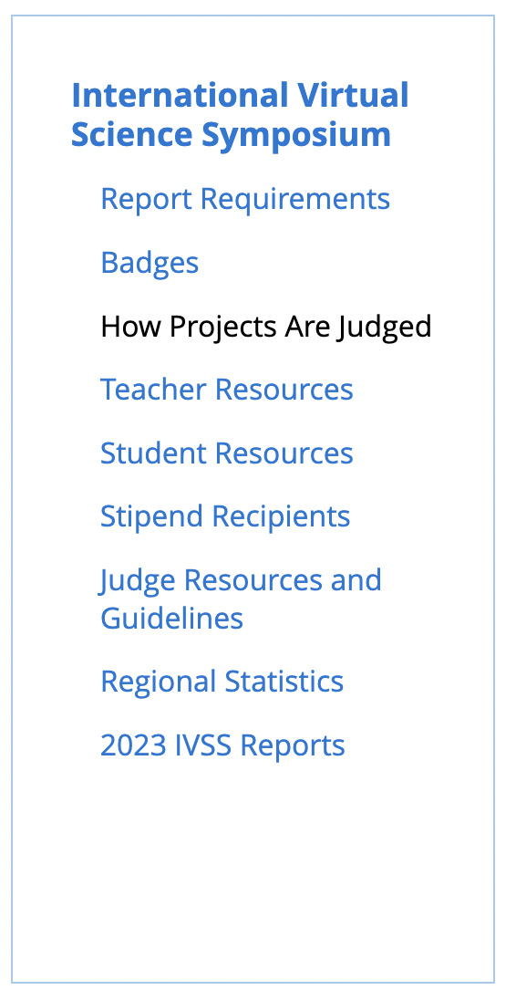 International Virtual
Science Symposium
Report Requirements
Badges
How Projects Are Judged
Teacher Resources
Student Resources
Stipend Recipients
Judge Resources and
Guidelines
Regional Statistics
2023 IVSS Reports